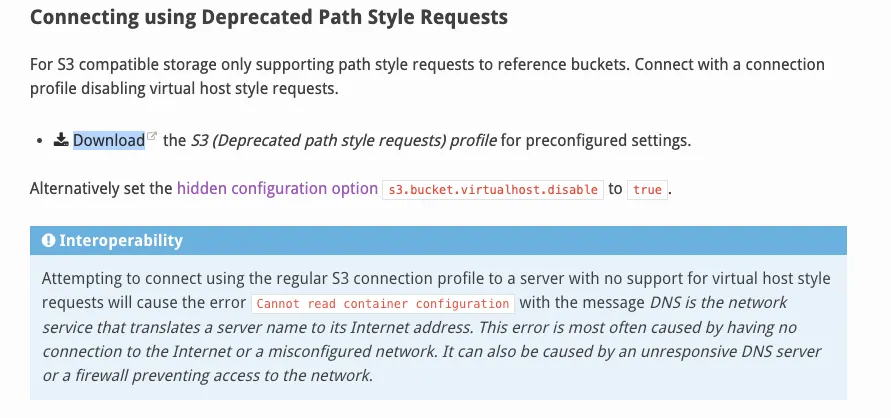 Connecting using Deprecated Path Style Requests
For S3 compatible storage only supporting path style requests to reference buckets. Connect with a connection
profile disabling virtual host style requests.
• Download the S3 (Deprecated path style requests) profile for preconfigured settings.
Alternatively set the hidden configuration option s3.bucket.virtualhost.disable to true.
Interoperability
Attempting to connect using the regular S3 connection profile to a server with no support for virtual host style
requests will cause the error Cannot read container configuration with the message DNS is the network
service that translates a server name to its Internet address. This error is most often caused by having no
connection to the Internet or a misconfigured network. It can also be caused by an unresponsive DNS server
or a firewall preventing access to the network.